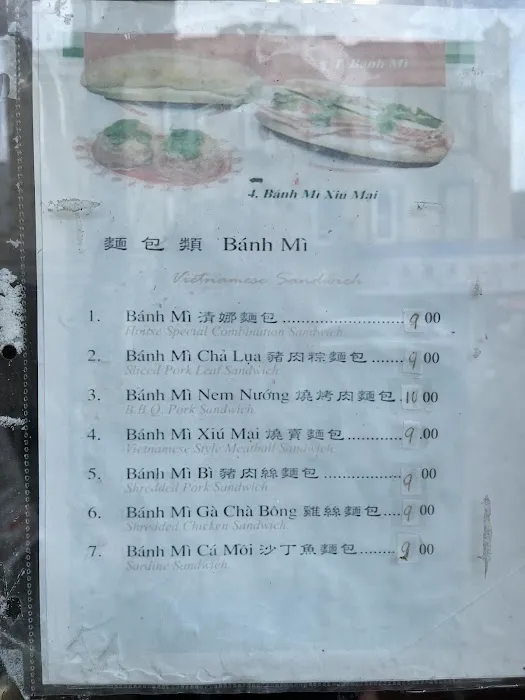 1. Bánh Mì
4. Bánh Mì Xíu Mại
麵包類 Bánh Mì
Vietnamese Sandwich
1. Bánh Mì 清娜麵包 ........................... 9 00
House Special Combination Sandwich
2. Bánh Mì Chả Lụa 豬肉粽麵包 ....... 9 00
Sliced Pork Leaf Sandwich
3. Bánh Mì Nem Nướng 燒烤肉麵包 . 10 00
B.B.Q. Pork Sandwich
4. Bánh Mì Xíu Mại 燒賣麵包 ............ 9 .00
Vietnamese Style Meatball Sandwich
5. Bánh Mì Bì 豬肉絲麵包 ................. 9 00
Shredded Pork Sandwich
6. Bánh Mì Gà Chà Bông 雞絲麵包 .... 9 00
Shredded Chicken Sandwich
7. Bánh Mì Cá Mòi 沙丁魚麵包 ........ 9 00
Sardine Sandwich